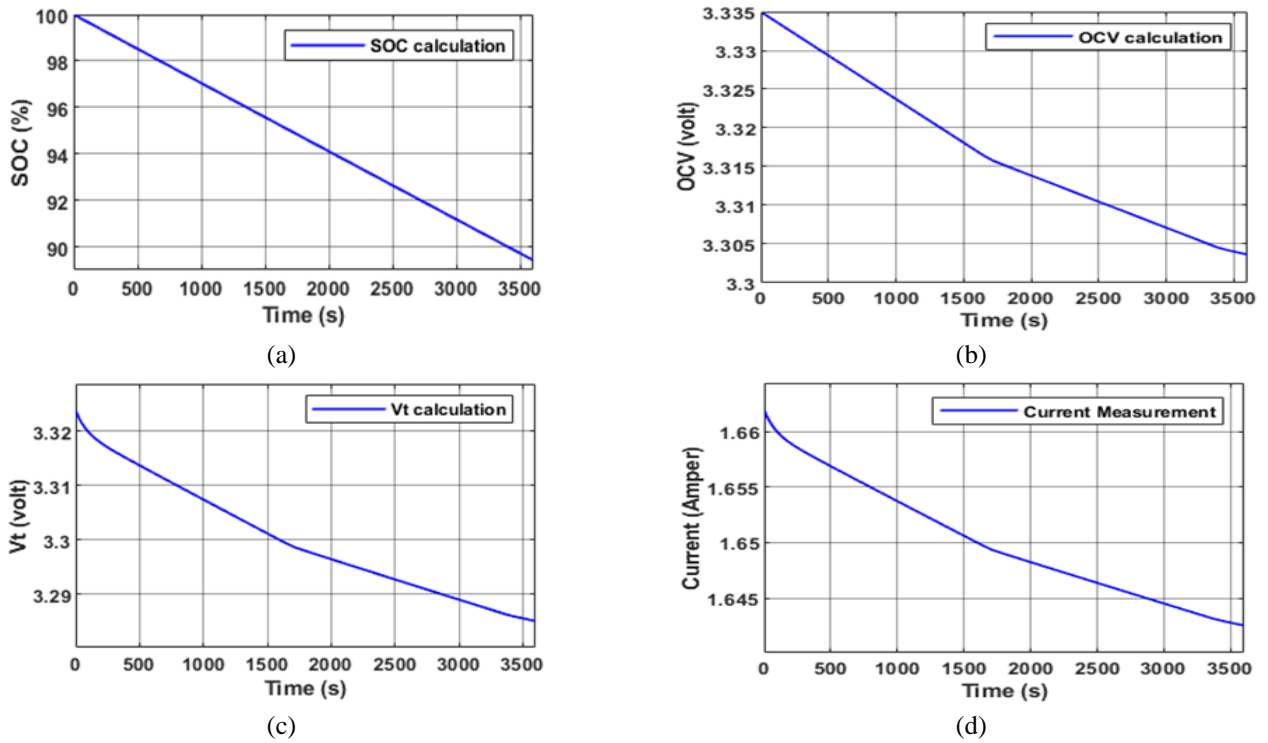 100
98
96
94
92
90
SOC (%)
SOC calculation
0 500 1000 1500 2000 2500 3000 3500
Time (s)
(a)
3.335
3.33
3.325
3.32
3.315
3.31
3.305
3.3
OCV (volt)
OCV calculation
0 500 1000 1500 2000 2500 3000 3500
Time (s)
(b)
3.32
3.31
3.3
3.29
Vt (volt)
Vt calculation
0 500 1000 1500 2000 2500 3000 3500
Time (s)
(c)
1.66
1.655
1.65
1.645
Current (Amper)
Current Measurement
0 500 1000 1500 2000 2500 3000 3500
Time (s)
(d)